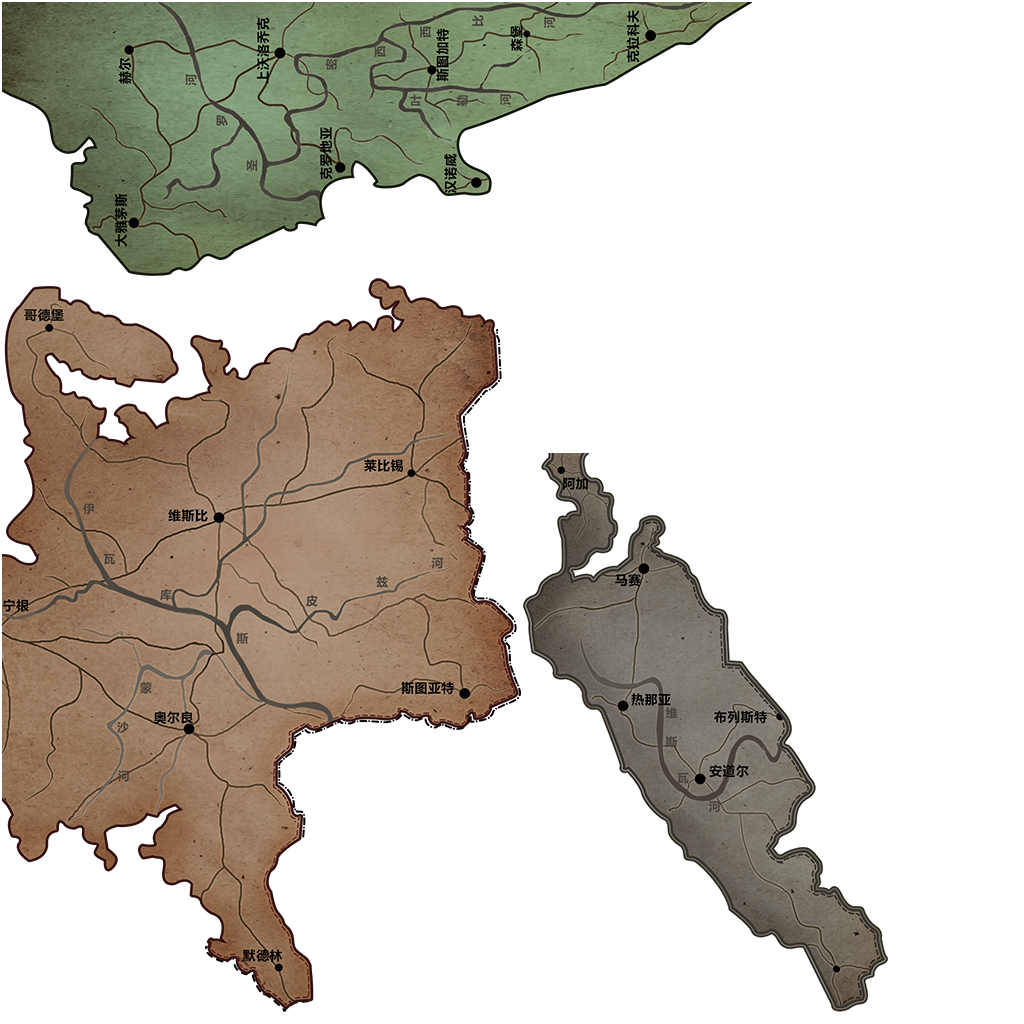 赫尔
上沃洛乔克
斯图加特
森堡
克拉科夫
河
罗
圣
密
西
西
比
河
叶
勒
河
克罗地亚
汉诺威
大雅茅斯
哥德堡
莱比锡
维斯比
伊
瓦
库
斯
皮
兹
河
宁根
蒙
沙
河
奥尔良
斯图亚特
默德林
阿加
马赛
热那亚
维
斯
瓦
河
布列斯特
安道尔